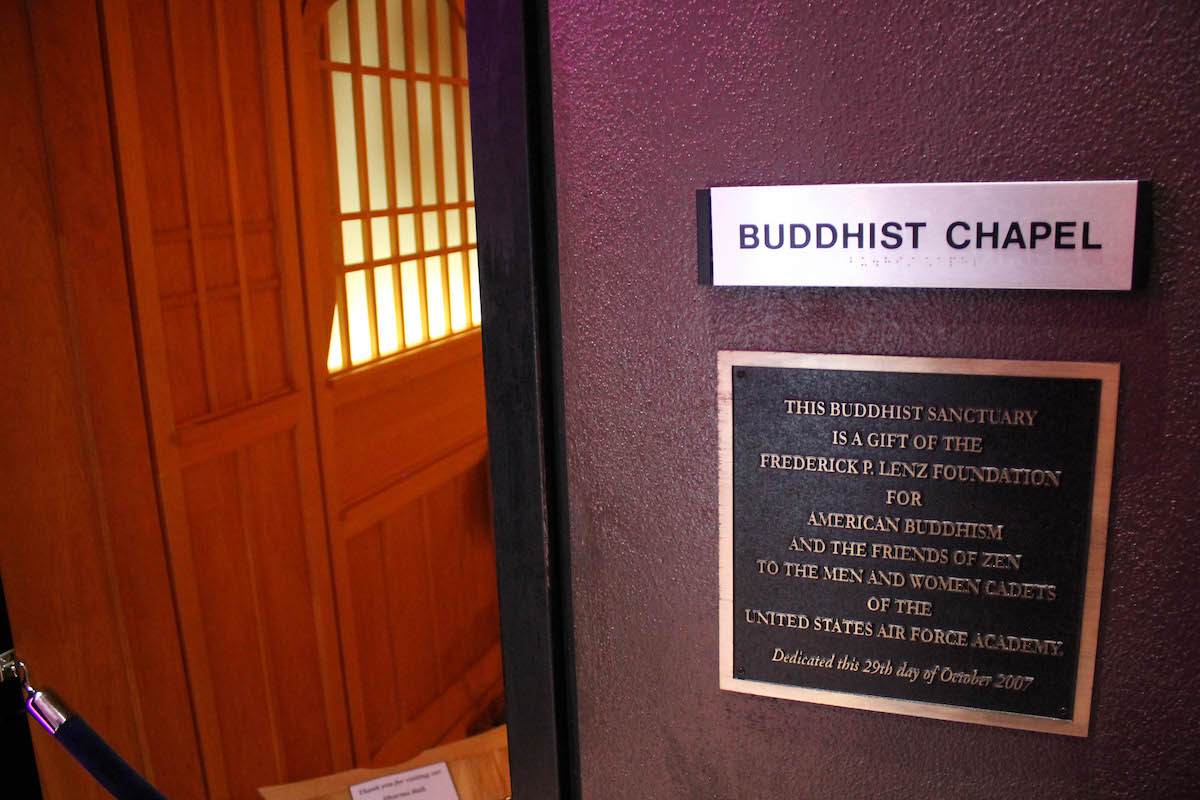 BUDDHIST CHAPEL
THIS BUDDHIST SANCTUARY
IS A GIFT OF THE
FREDERICK P. LENZ FOUNDATION
FOR
AMERICAN BUDDHISM
AND THE FRIENDS OF ZEN
TO THE MEN AND WOMEN CADETS
OF THE
UNITED STATES AIR FORCE ACADEMY.
Dedicated this 29th day of October 2007
Thank you for visiting our
Dharma Hall.